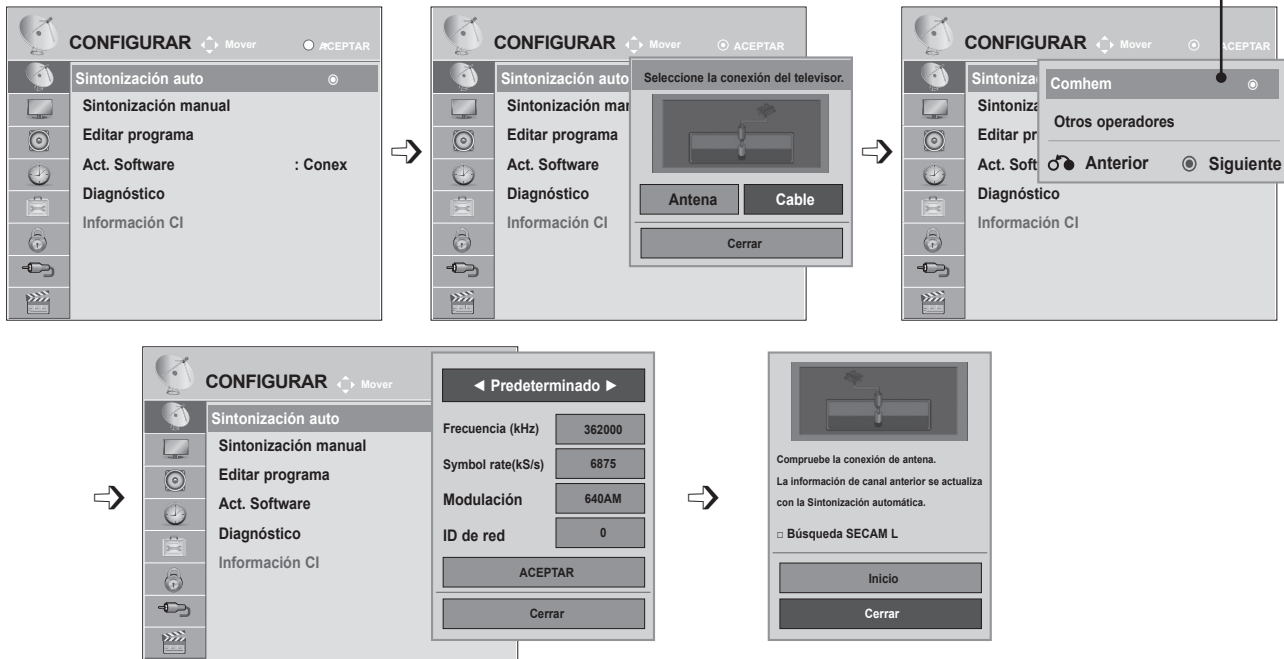 CONFIGURAR Mover ACEPTAR
Sintonización auto
Sintonización manual
Editar programa
Act. Software : Conex
Diagnóstico
Información CI
CONFIGURAR Mover ACEPTAR
Sintonización auto
Sintonización mar
Editar programa
Act. Software
Diagnóstico
Información CI
Seleccione la conexión del televisor.
Antena Cable
Cerrar
CONFIGURAR Mover ACEPTAR
Sintoniza
Sintoniza
Editar pr
Act. Soft
Diagnóstico
Información CI
Comhem
Otros operadores
Anterior Siguiente
CONFIGURAR Mover
Sintonización auto
Sintonización manual
Editar programa
Act. Software
Diagnóstico
Información CI
◄ Predeterminado ►
Frecuencia (kHz) 362000
Symbol rate(kS/s) 6875
Modulación 640AM
ID de red 0
ACEPTAR
Cerrar
Compruebe la conexión de antena.
La información de canal anterior se actualiza
con la Sintonización automática.
□ Búsqueda SECAM L
Inicio
Cerrar